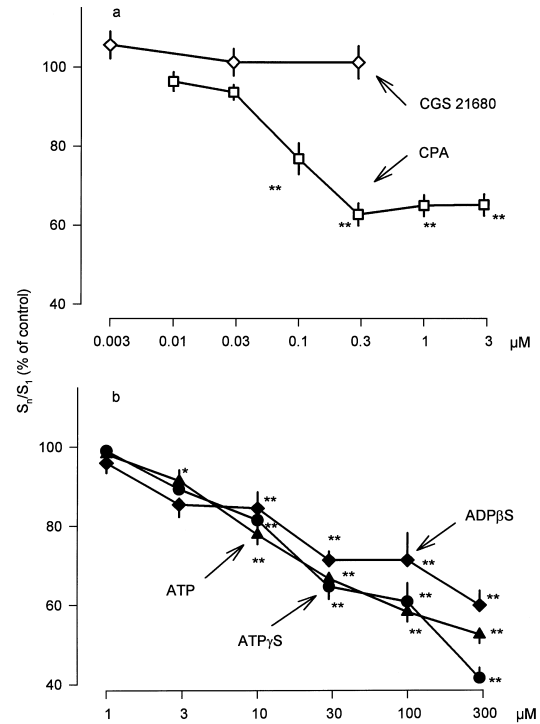 a
100
80
60
40
CGS 21680
CPA
**
**
**
**
0.003 0.01 0.03 0.1 0.3 1 3 µM
Sn/S1 (% of control)
b
100
80
60
40
*
**
**
**
**
**
**
**
**
**
**
**
**
ADPβS
ATP
ATPγS
1 3 10 30 100 300 µM